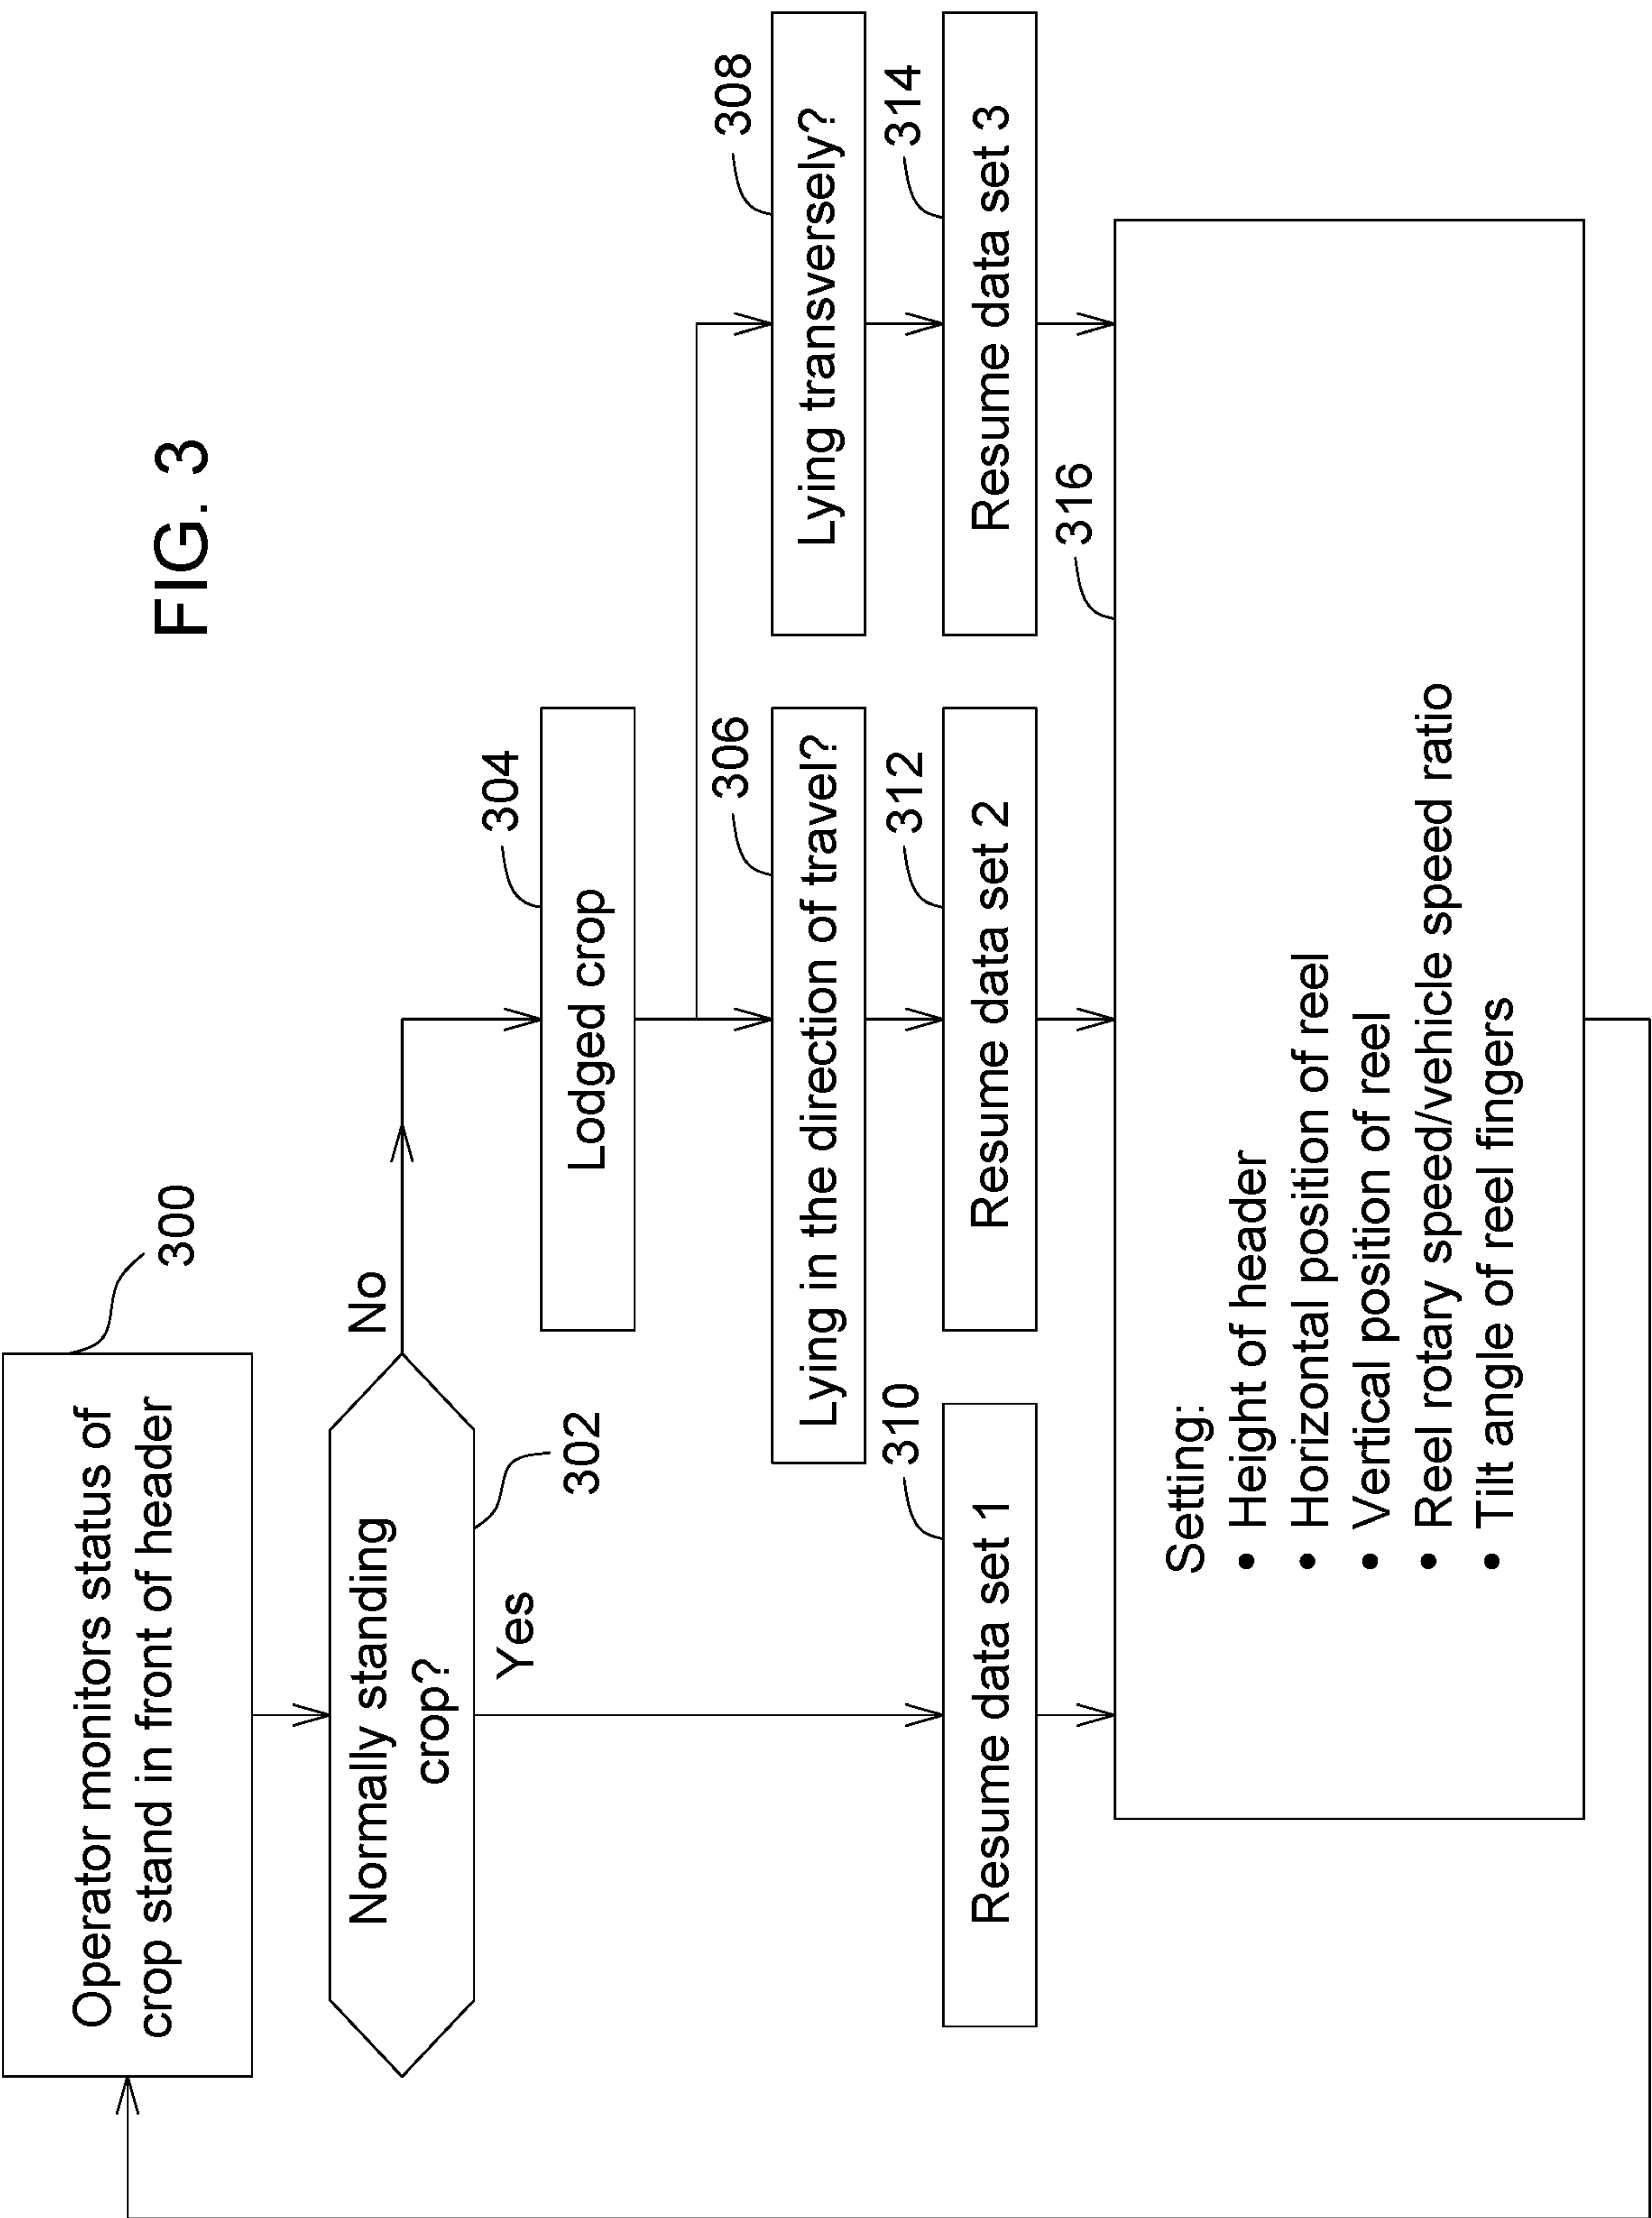 FIG. 3
300
Operator monitors status of
crop stand in front of header
Normally standing
crop?
302
No
Yes
304
Lodged crop
306
Lying in the direction of travel?
308
Lying transversely?
310
Resume data set 1
312
Resume data set 2
314
Resume data set 3
316
Setting:
• Height of header
• Horizontal position of reel
• Vertical position of reel
• Reel rotary speed/vehicle speed ratio
• Tilt angle of reel fingers